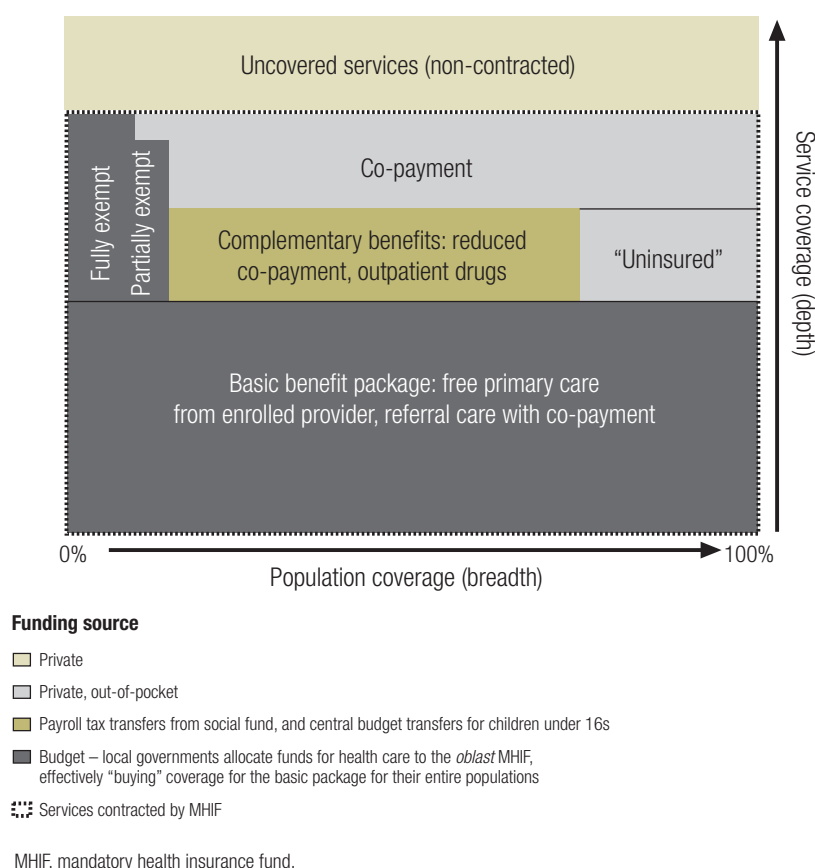 Uncovered services (non-contracted)
Service coverage (depth)
Co-payment
Fully exempt
Partially exempt
Complementary benefits: reduced
co-payment, outpatient drugs
“Uninsured”
Basic benefit package: free primary care
from enrolled provider, referral care with co-payment
0%
100%
Population coverage (breadth)
Funding source
Private
Private, out-of-pocket
Payroll tax transfers from social fund, and central budget transfers for children under 16s
Budget – local governments allocate funds for health care to the oblast MHIF,
effectively “buying” coverage for the basic package for their entire populations
Services contracted by MHIF
MHIF, mandatory health insurance fund.